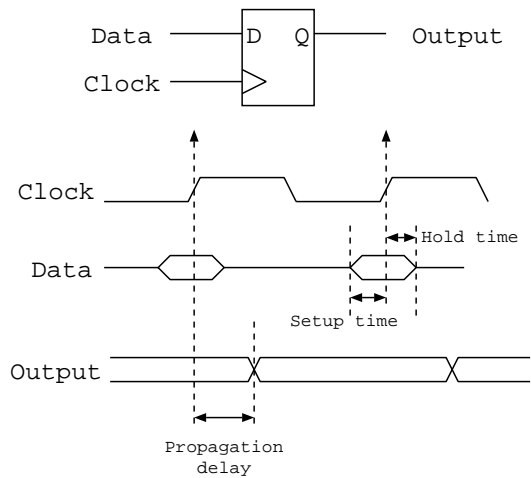 Data
D
Q
Output
Clock
Clock
Hold time
Data
Setup time
Output
Propagation
delay